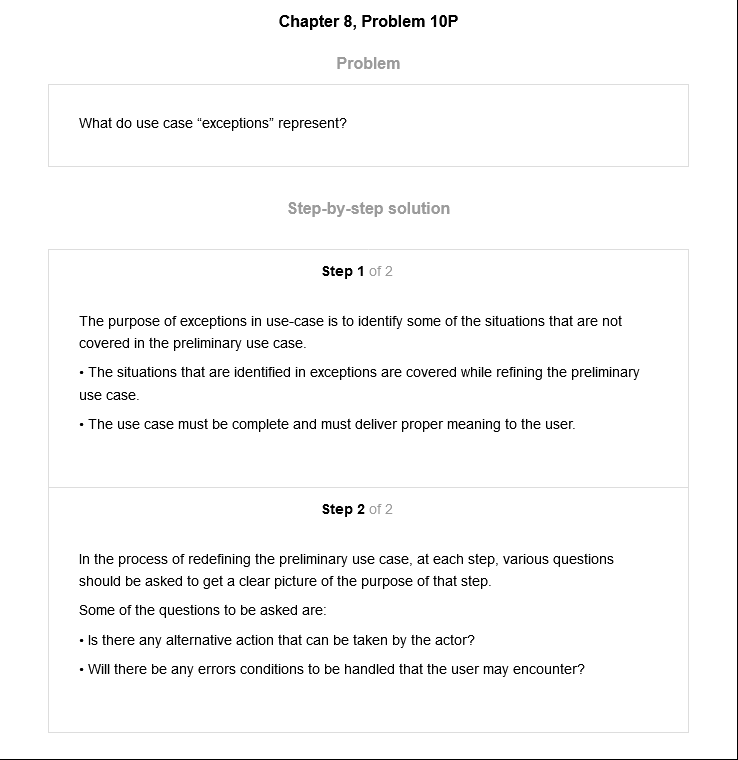 Chapter 8, Problem 10P
Problem
What do use case “exceptions” represent?
Step-by-step solution
Step 1 of 2
The purpose of exceptions in use-case is to identify some of the situations that are not
covered in the preliminary use case.
• The situations that are identified in exceptions are covered while refining the preliminary
use case.
• The use case must be complete and must deliver proper meaning to the user.
Step 2 of 2
In the process of redefining the preliminary use case, at each step, various questions
should be asked to get a clear picture of the purpose of that step.
Some of the questions to be asked are:
• Is there any alternative action that can be taken by the actor?
• Will there be any errors conditions to be handled that the user may encounter?